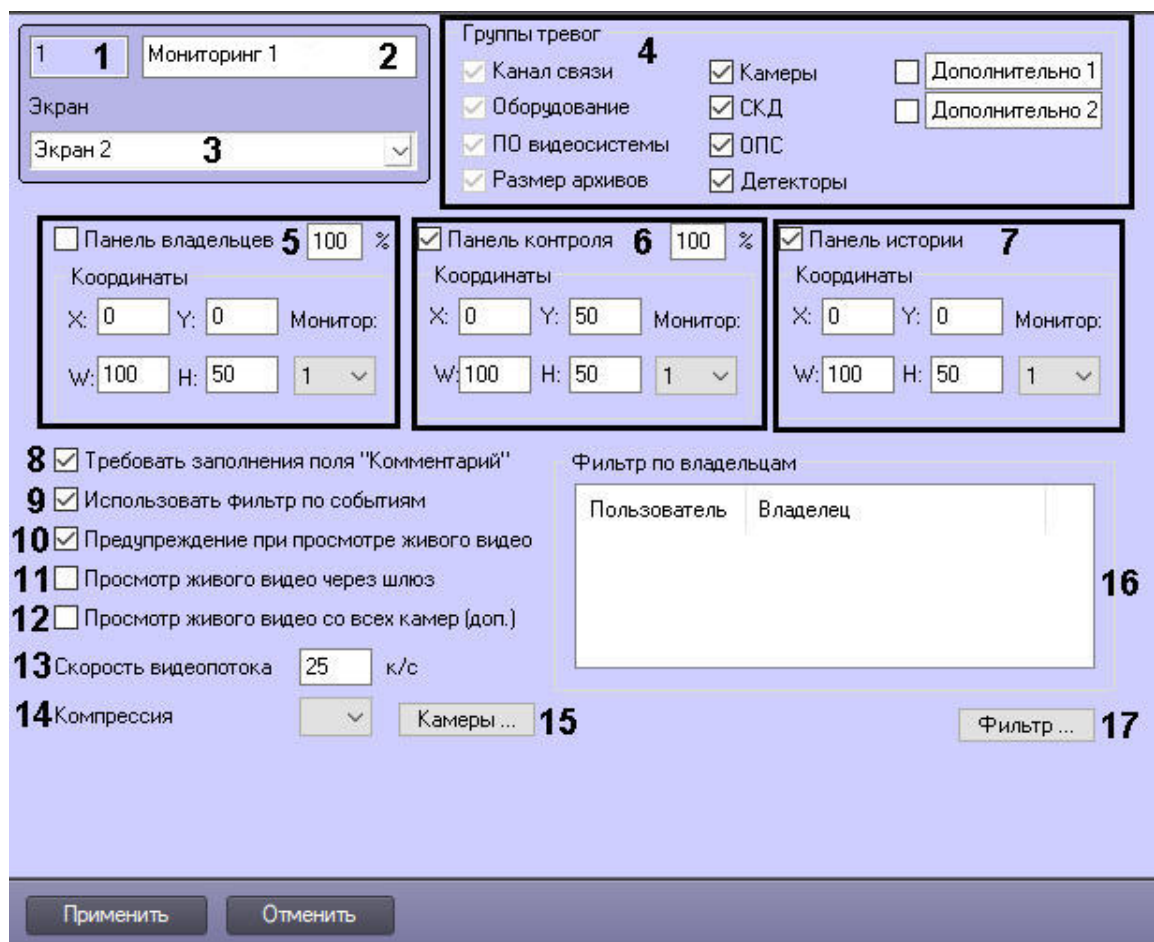 1 1 Мониторинг 1 2
Экран
Экран 2 3
Группы тревог 4
Канал связи Камеры Дополнительно 1
Оборудование СКД Дополнительно 2
ПО видеосистемы ОПС
Размер архивов Детекторы
Панель владельцев 5 100 %
Координаты
X: 0 Y: 0 Монитор:
W: 100 H: 50 1
Панель контроля 6 100 %
Координаты
X: 0 Y: 50 Монитор:
W: 100 H: 50 1
Панель истории 7
Координаты
X: 0 Y: 0 Монитор:
W: 100 H: 50 1
8 Требовать заполнения поля "Комментарий"
9 Использовать фильтр по событиям
10 Предупреждение при просмотре живого видео
11 Просмотр живого видео через шлюз
12 Просмотр живого видео со всех камер (доп.)
13 Скорость видеопотока 25 к/с
14 Компрессия Камеры ... 15
Фильтр по владельцам
Пользователь Владелец
16
Фильтр ... 17
Применить Отменить